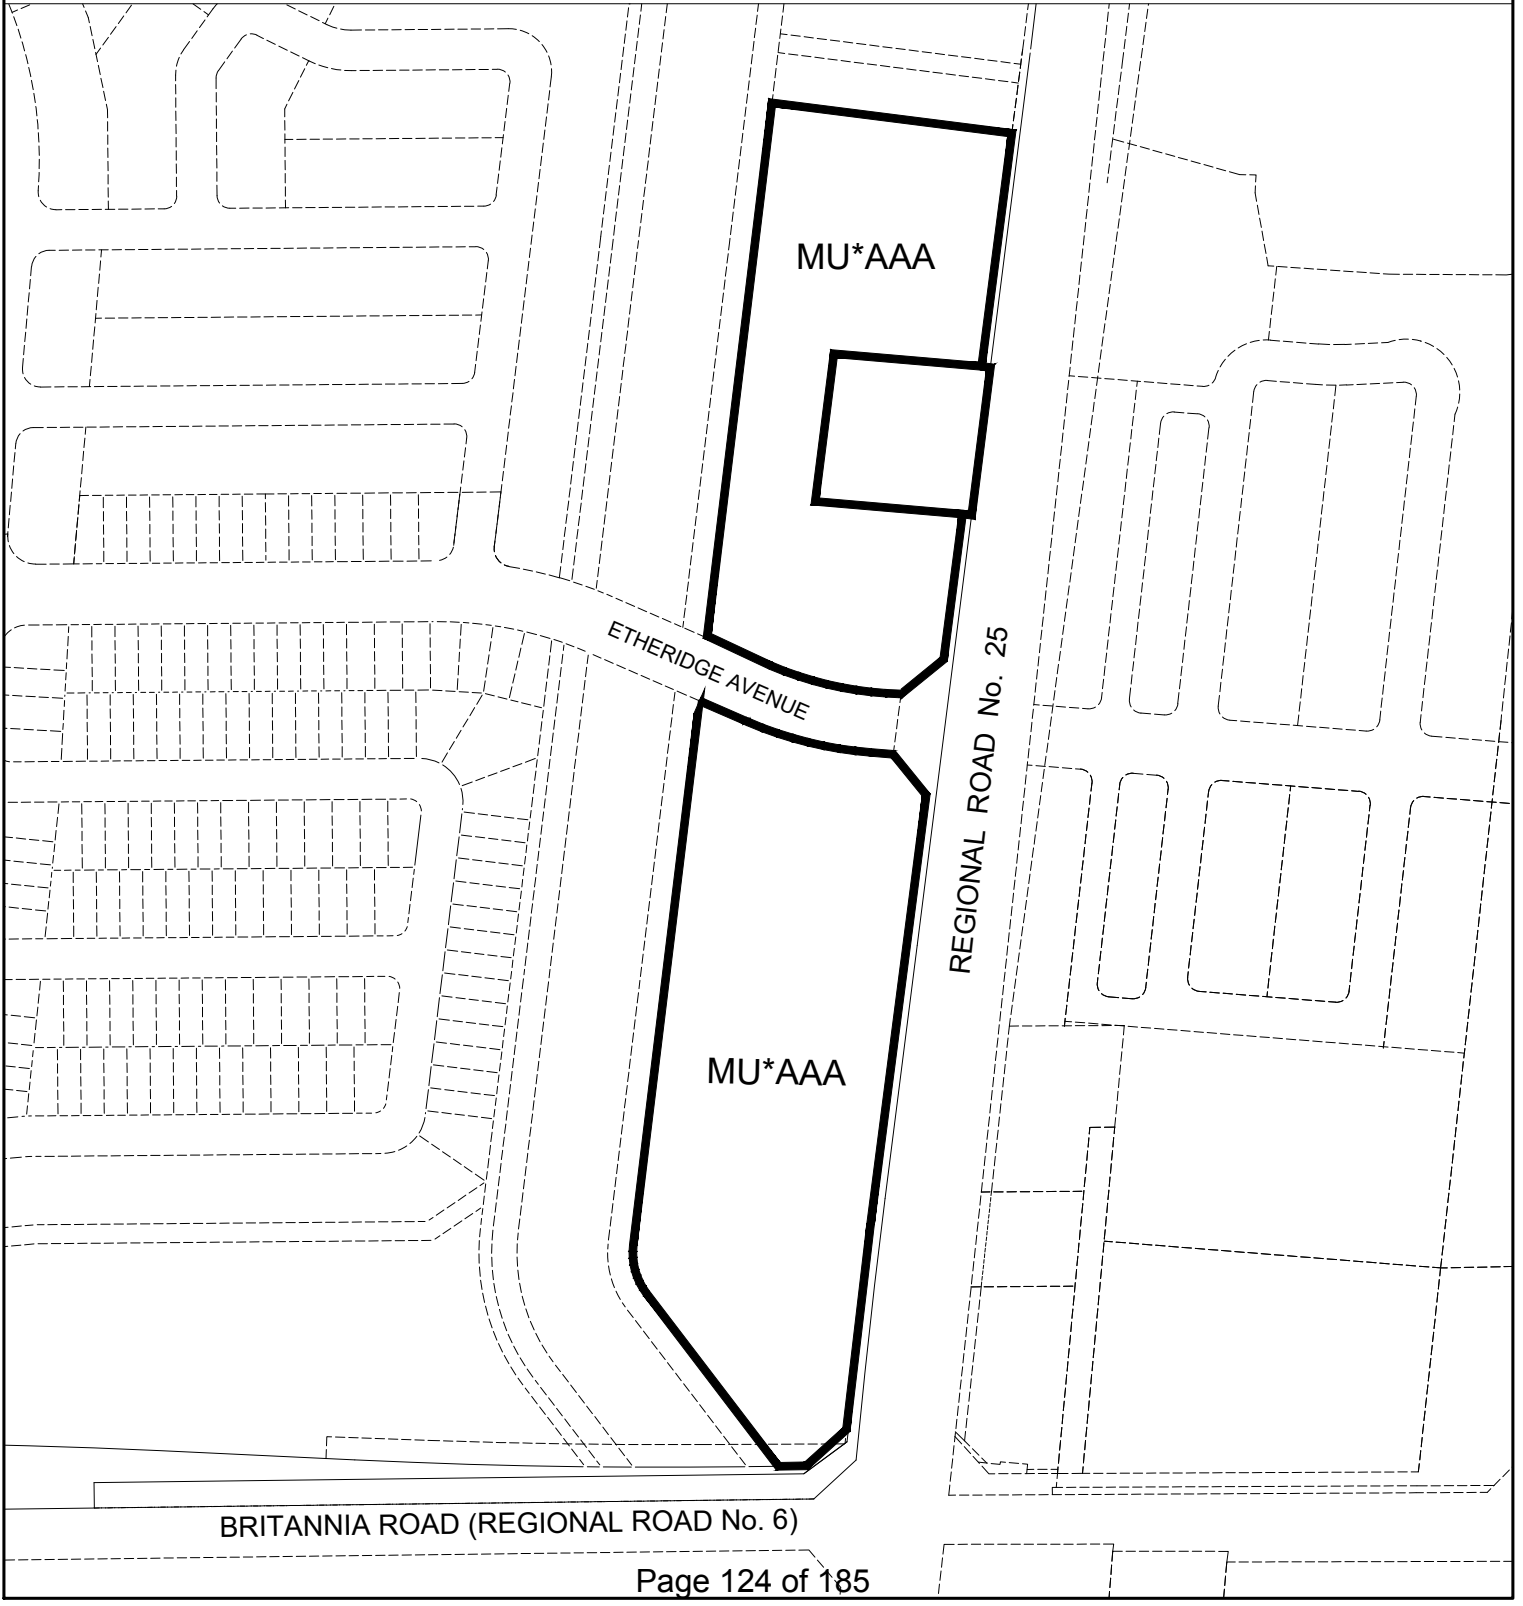 MU*AAA
ETHERIDGE AVENUE
REGIONAL ROAD No. 25
MU*AAA
BRITANNIA ROAD (REGIONAL ROAD No. 6)
Page 124 of 185